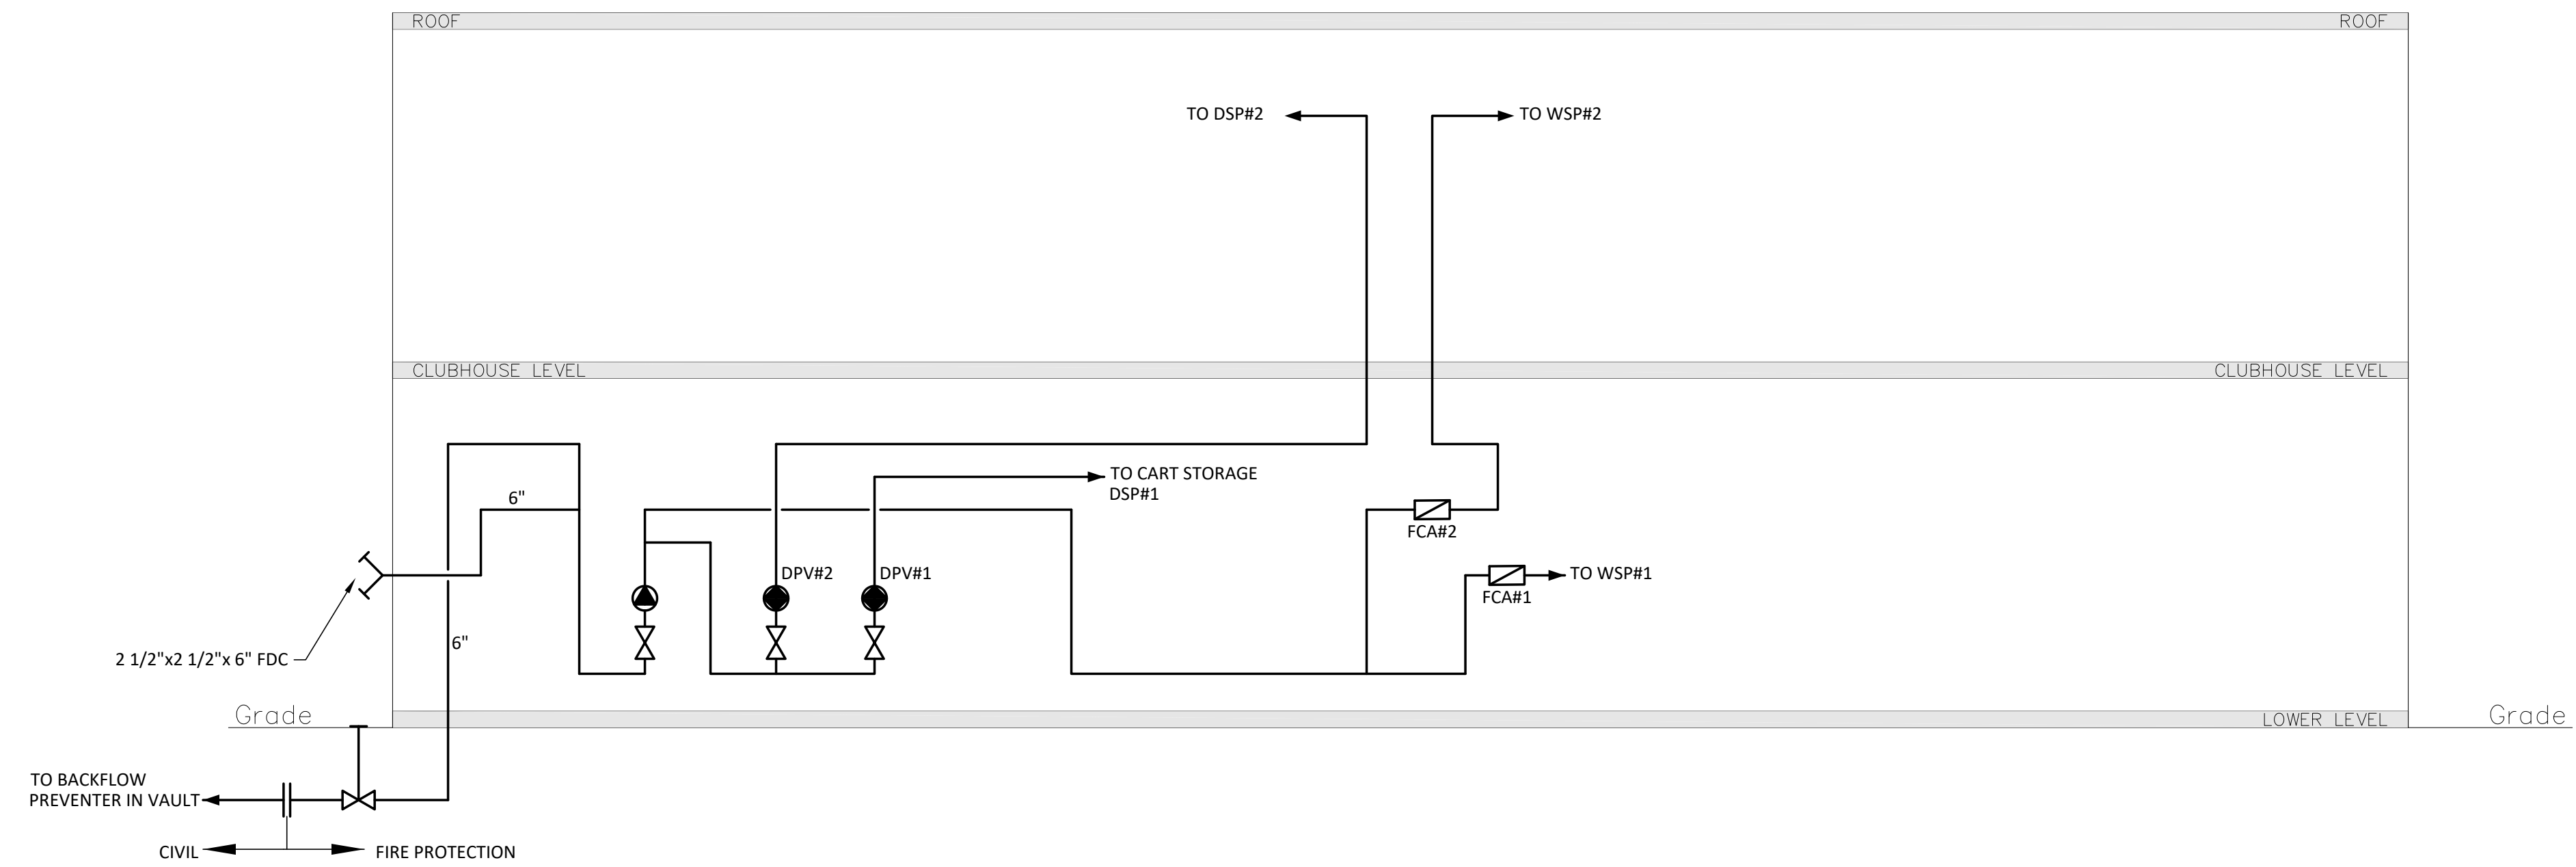 ROOF
ROOF
TO DSP#2
TO WSP#2
CLUBHOUSE LEVEL
CLUBHOUSE LEVEL
TO CART STORAGE
DSP#1
6"
FCA#2
DPV#2
DPV#1
TO WSP#1
FCA#1
6"
2 1/2"x2 1/2"x 6" FDC
Grade
LOWER LEVEL
Grade
TO BACKFLOW
PREVENTER IN VAULT
CIVIL
FIRE PROTECTION